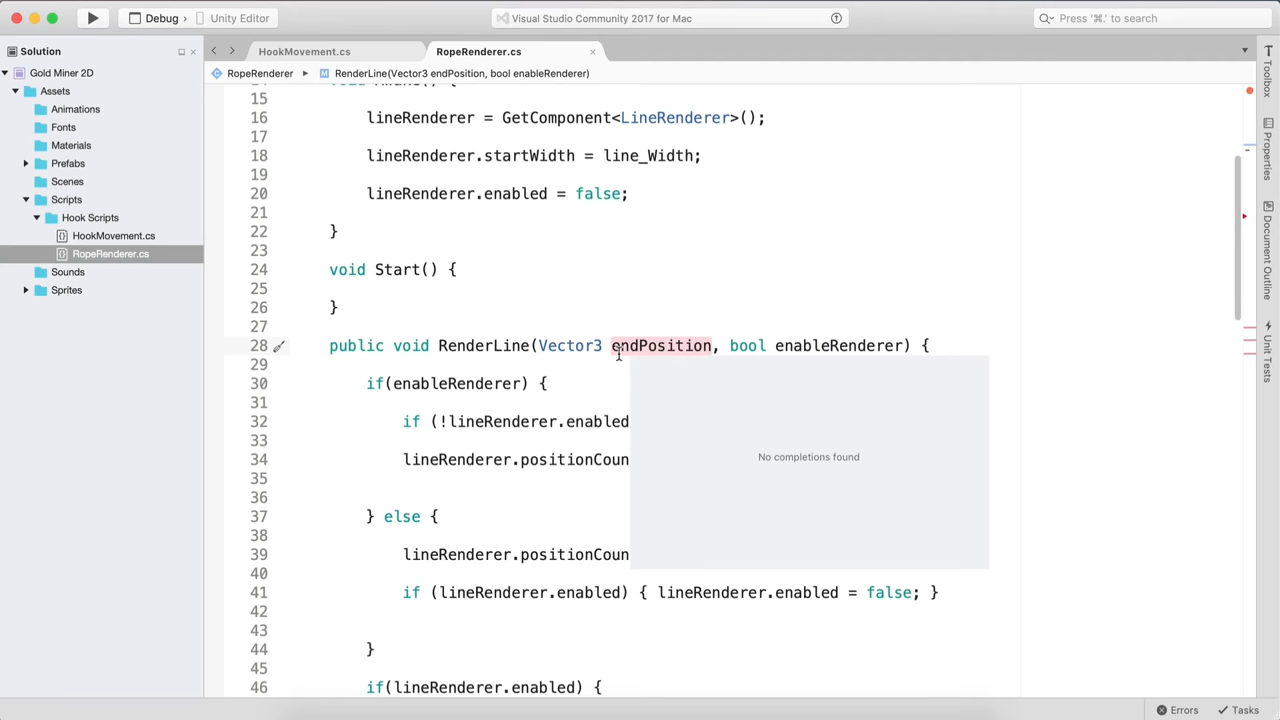 Debug › Unity Editor
Visual Studio Community 2017 for Mac
Press '⌘.' to search
Solution
HookMovement.cs
RopeRenderer.cs
RopeRenderer
RenderLine(Vector3 endPosition, bool enableRenderer)
Gold Miner 2D
Assets
Animations
Fonts
Materials
Prefabs
Scenes
Scripts
Hook Scripts
HookMovement.cs
RopeRenderer.cs
Sounds
Sprites
15
16 lineRenderer = GetComponent<LineRenderer>();
17
18 lineRenderer.startWidth = line_Width;
19
20 lineRenderer.enabled = false;
21
22 }
23
24 void Start() {
25
26 }
27
28 public void RenderLine(Vector3 endPosition, bool enableRenderer) {
29
30 if(enableRenderer) {
31
32 if (!lineRenderer.enabled
33
34 lineRenderer.positionCoun
35
36
37 } else {
38
39 lineRenderer.positionCoun
40
41 if (lineRenderer.enabled) { lineRenderer.enabled = false; }
42
43
44 }
45
46 if(lineRenderer.enabled) {
No completions found
Toolbox
Properties
Document Outline
Unit Tests
Errors
Tasks